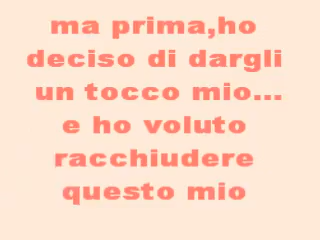 ma prima,ho
deciso di dargli
un tocco mio...
e ho voluto
racchiudere
questo mio